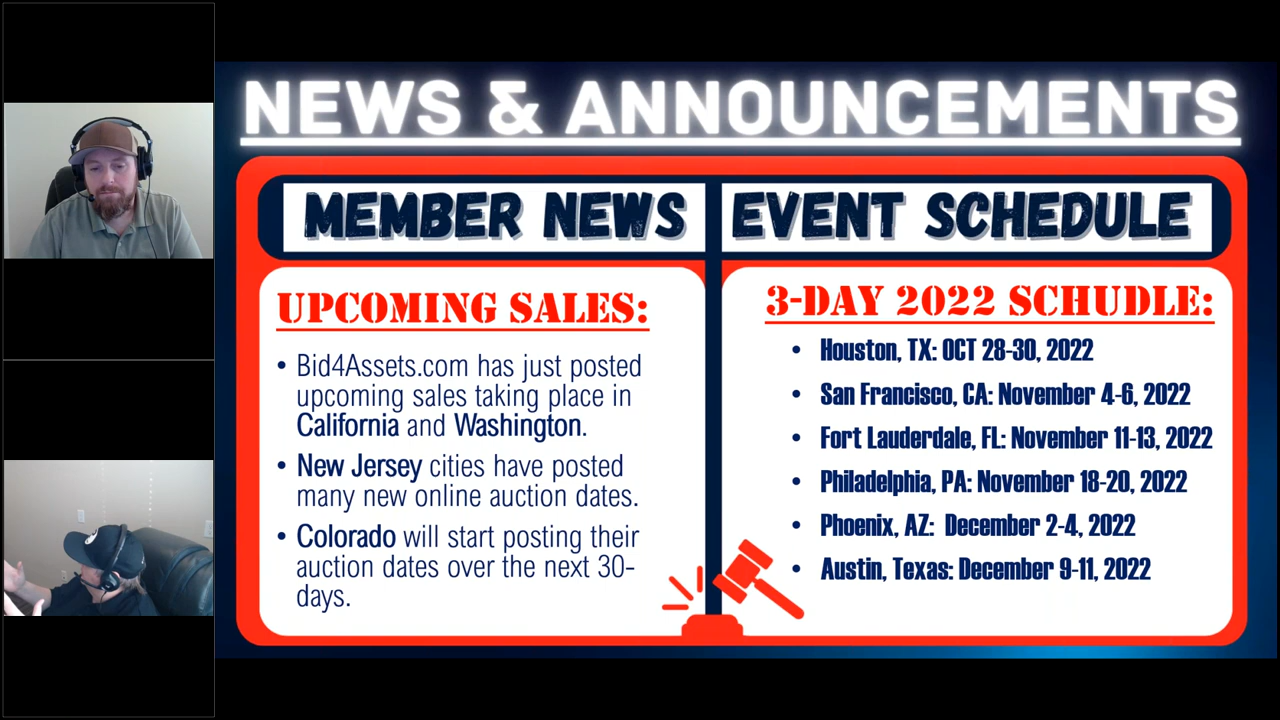 NEWS & ANNOUNCEMENTS
MEMBER NEWS
EVENT SCHEDULE
UPCOMING SALES:
• Bid4Assets.com has just posted
upcoming sales taking place in
California and Washington.
• New Jersey cities have posted
many new online auction dates.
• Colorado will start posting their
auction dates over the next 30-
days.
3-DAY 2022 SCHUDLE:
• Houston, TX: OCT 28-30, 2022
• San Francisco, CA: November 4-6, 2022
• Fort Lauderdale, FL: November 11-13, 2022
• Philadelphia, PA: November 18-20, 2022
• Phoenix, AZ: December 2-4, 2022
• Austin, Texas: December 9-11, 2022